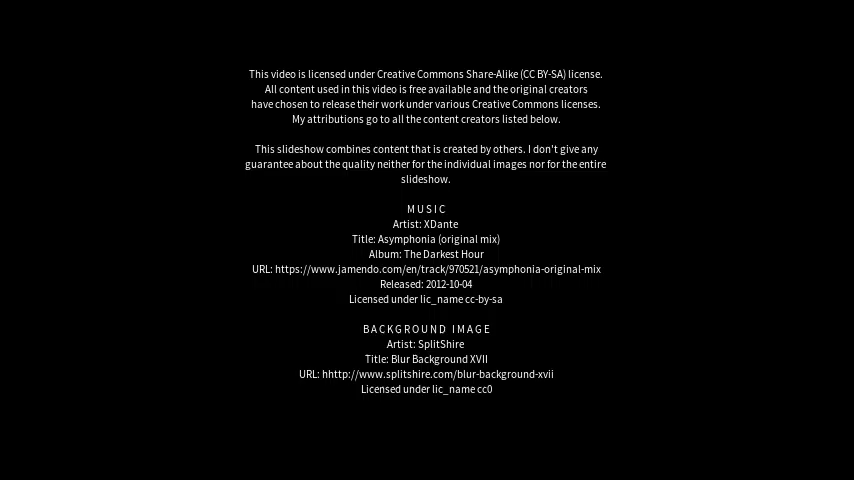 This video is licensed under Creative Commons Share-Alike (CC BY-SA) license.
All content used in this video is free available and the original creators
have chosen to release their work under various Creative Commons licenses.
My attributions go to all the content creators listed below.
This slideshow combines content that is created by others. I don't give any
guarantee about the quality neither for the individual images nor for the entire
slideshow.
M U S I C
Artist: XDante
Title: Asymphonia (original mix)
Album: The Darkest Hour
URL: https://www.jamendo.com/en/track/970521/asymphonia-original-mix
Released: 2012-10-04
Licensed under lic_name cc-by-sa
B A C K G R O U N D   I M A G E
Artist: SplitShire
Title: Blur Background XVII
URL: hhttp://www.splitshire.com/blur-background-xvii
Licensed under lic_name cc0